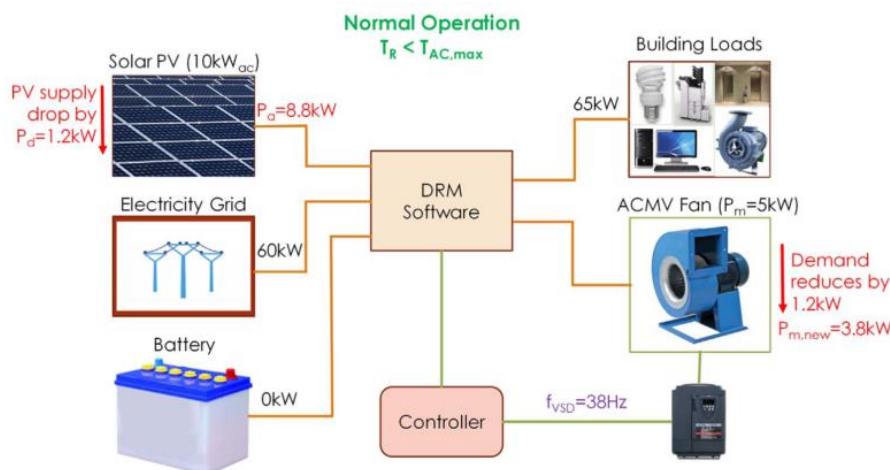 Normal Operation
T_R < T_AC,max
Solar PV (10kW_ac)
PV supply
drop by
P_d=1.2kW
P_a=8.8kW
Building Loads
65kW
DRM
Software
Electricity Grid
60kW
ACMV Fan (P_m=5kW)
Demand
reduces by
1.2kW
P_m,new=3.8kW
Battery
0kW
Controller
f_VSD=38Hz